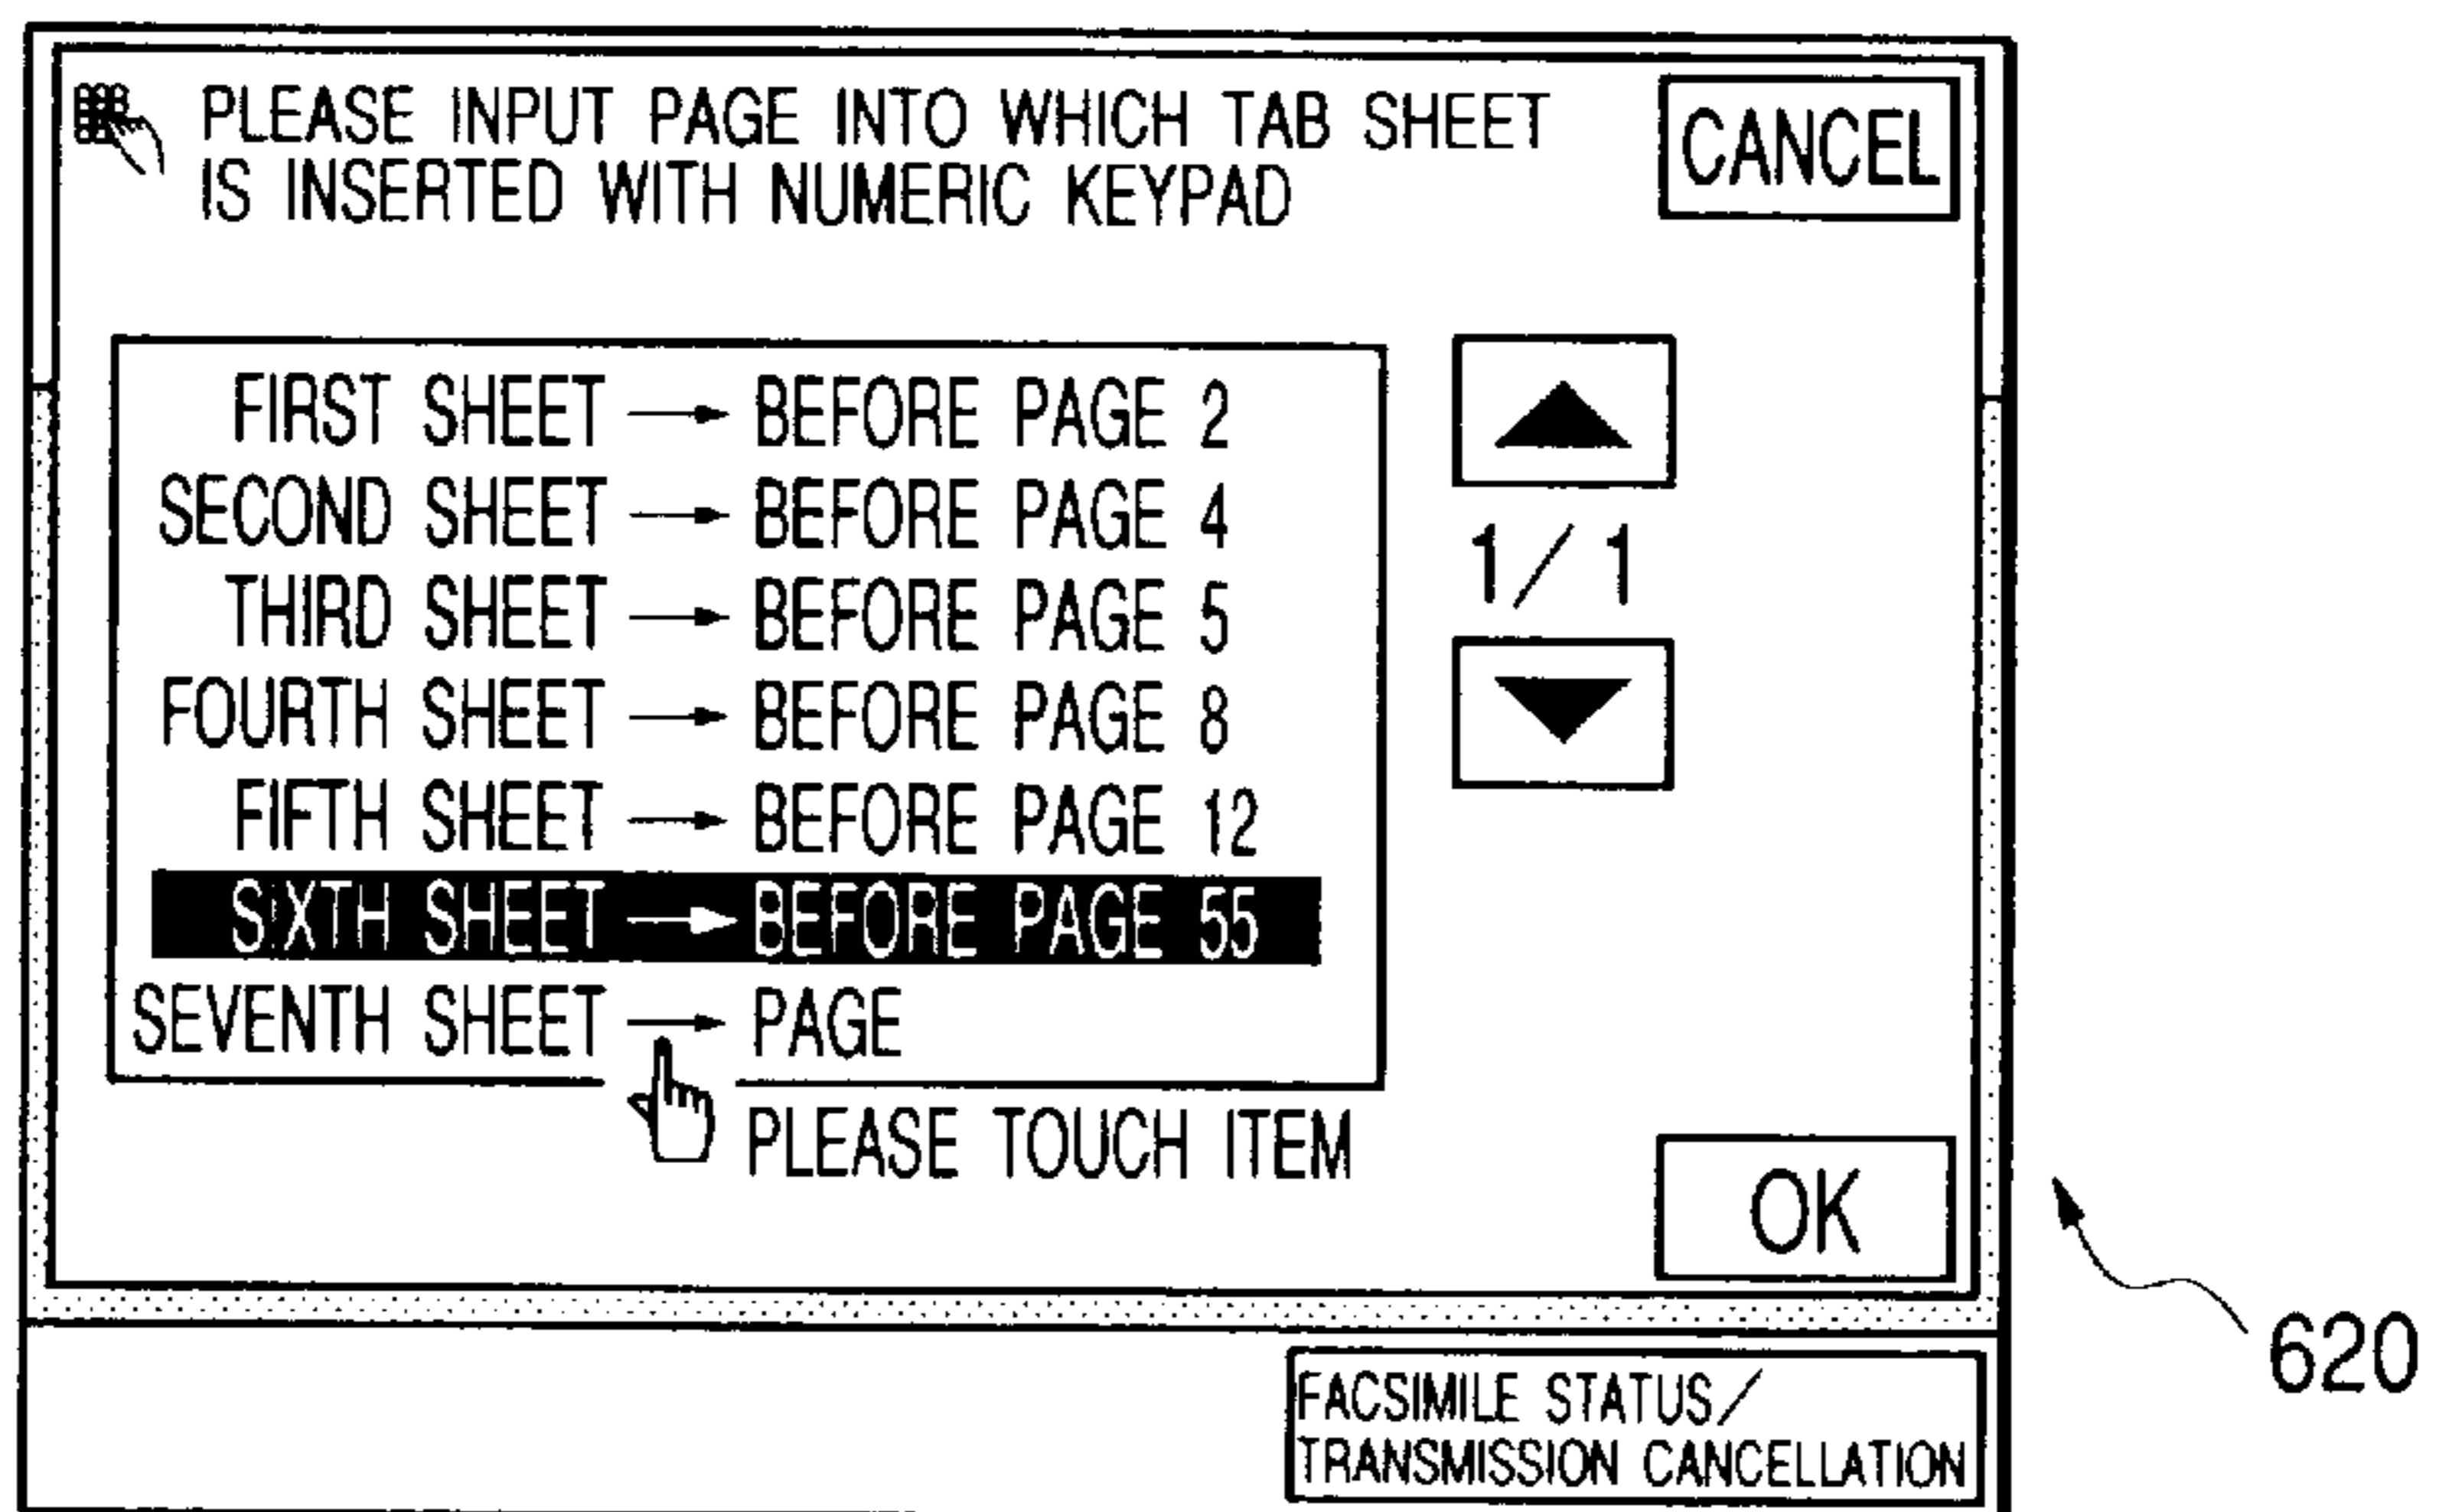 PLEASE INPUT PAGE INTO WHICH TAB SHEET
IS INSERTED WITH NUMERIC KEYPAD
CANCEL
FIRST SHEET → BEFORE PAGE 2
SECOND SHEET → BEFORE PAGE 4
THIRD SHEET → BEFORE PAGE 5
FOURTH SHEET → BEFORE PAGE 8
FIFTH SHEET → BEFORE PAGE 12
SIXTH SHEET → BEFORE PAGE 55
SEVENTH SHEET → PAGE
1/1
PLEASE TOUCH ITEM
OK
620
FACSIMILE STATUS/
TRANSMISSION CANCELLATION